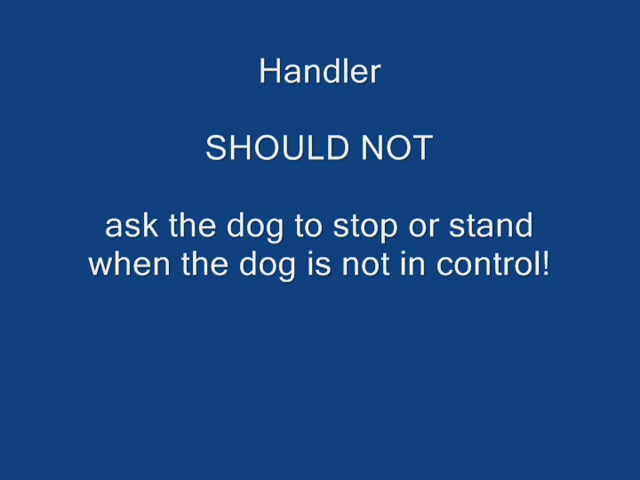 Handler
SHOULD NOT
ask the dog to stop or stand
when the dog is not in control!